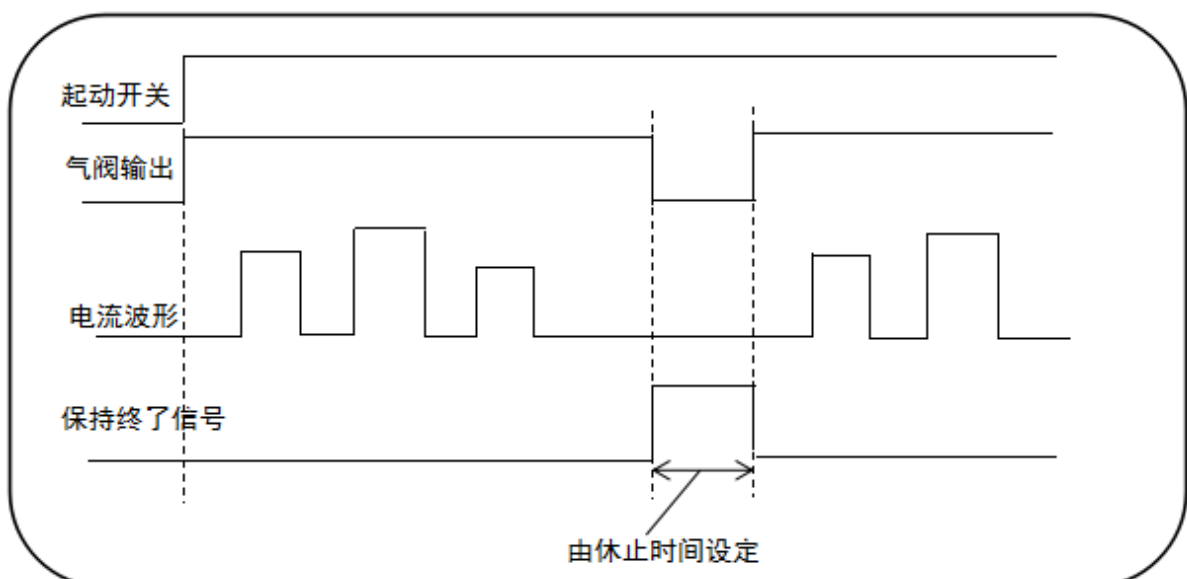 起动开关
气阀输出
电流波形
保持终了信号
由休止时间设定